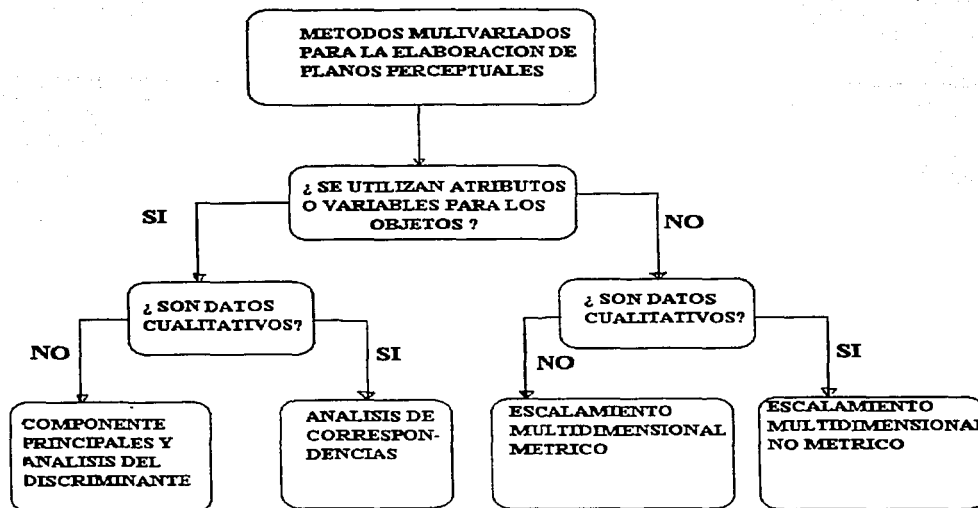 METODOS MULIVARIADOS
PARA LA ELABORACION DE
PLANOS PERCEPTUALES
¿ SE UTILIZAN ATRIBUTOS
O VARIABLES PARA LOS
OBJETOS ?
SI
NO
¿ SON DATOS
CUALITATIVOS?
¿ SON DATOS
CUALITATIVOS?
NO
SI
NO
SI
COMPONENTE
PRINCIPALES Y
ANALISIS DEL
DISCRIMINANTE
ANALISIS DE
CORRESPON-
DENCIAS
ESCALAMIENTO
MULTIDIMENSIONAL
METRICO
ESCALAMIENTO
MULTIDIMENSIONAL
NO METRICO